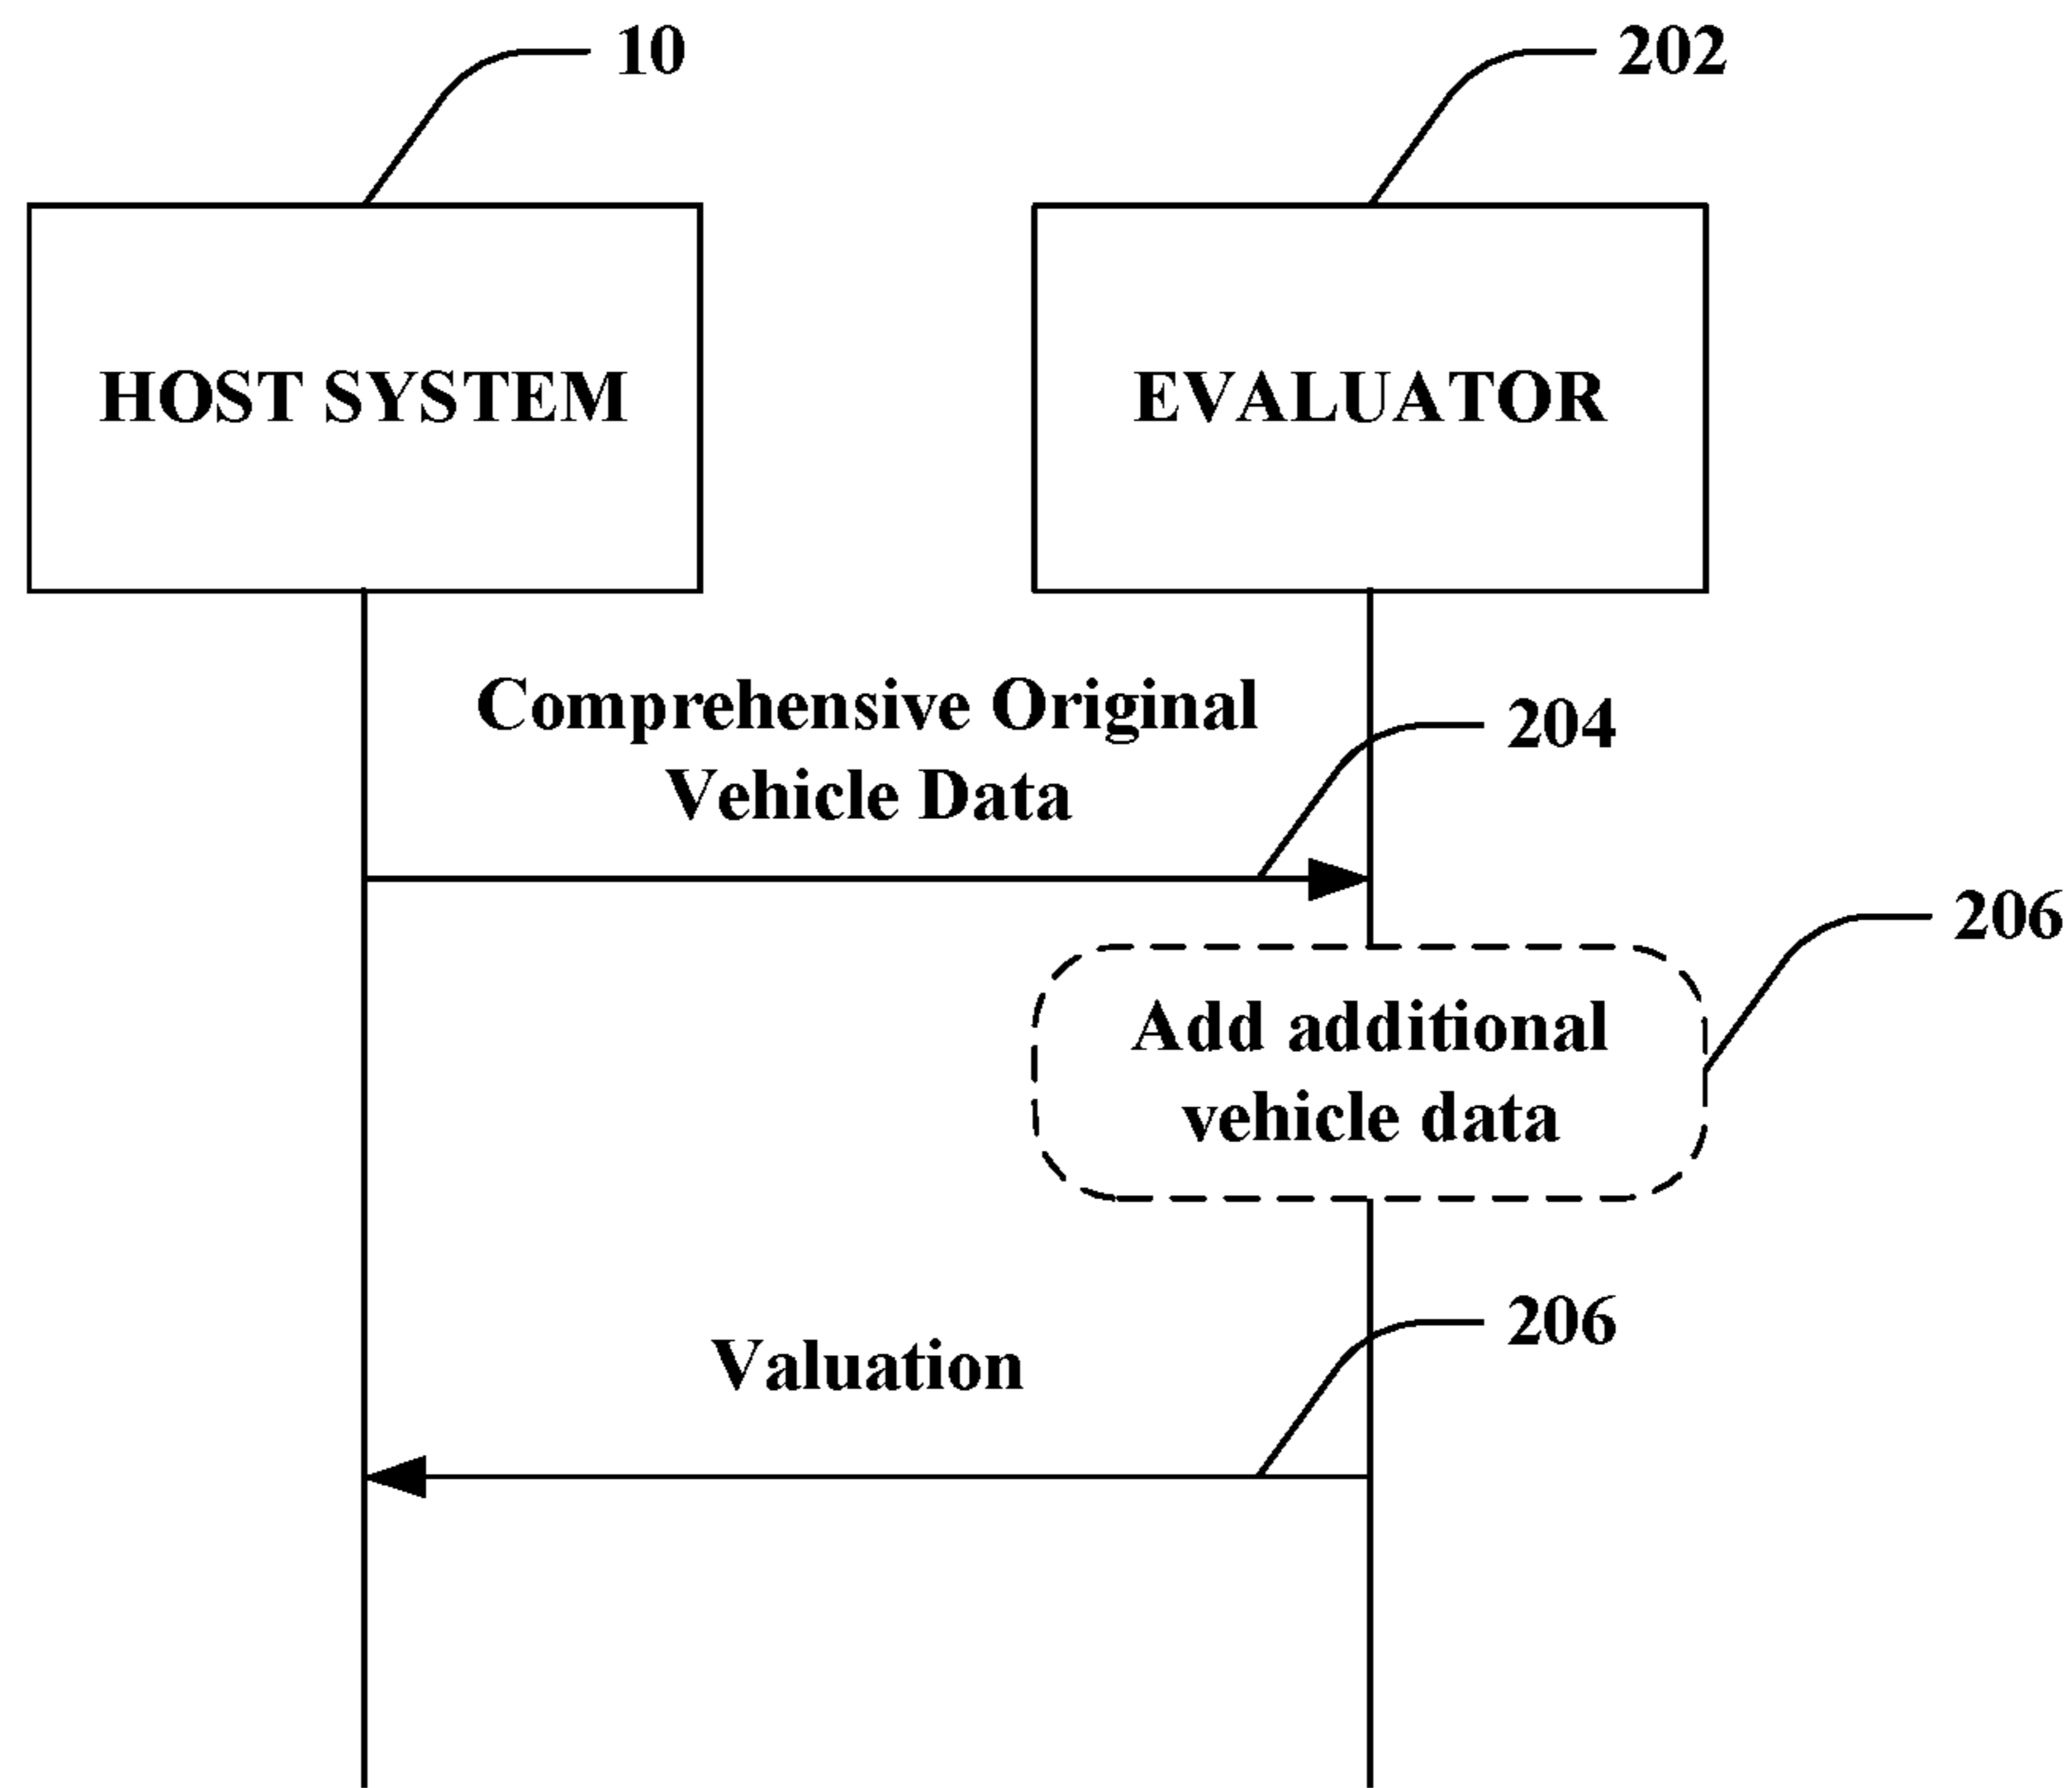 10
202
HOST SYSTEM
EVALUATOR
Comprehensive Original
Vehicle Data
204
206
Add additional
vehicle data
206
Valuation